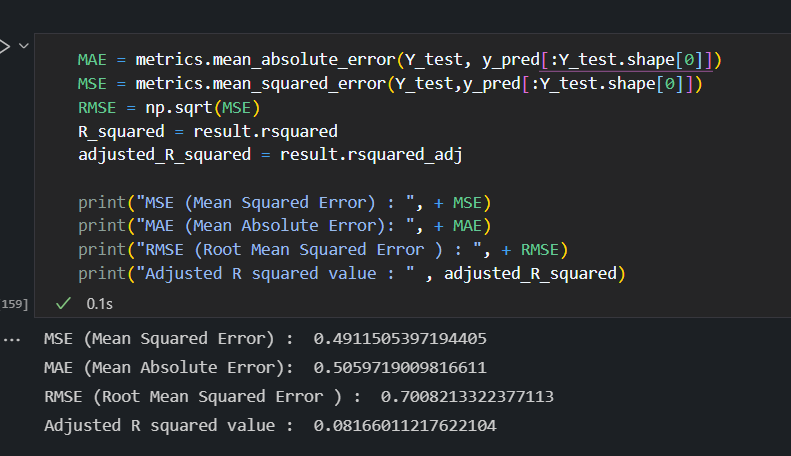 MAE = metrics.mean_absolute_error(Y_test, y_pred[:Y_test.shape[0]])
MSE = metrics.mean_squared_error(Y_test,y_pred[:Y_test.shape[0]])
RMSE = np.sqrt(MSE)
R_squared = result.rsquared
adjusted_R_squared = result.rsquared_adj
print("MSE (Mean Squared Error) : ", + MSE)
print("MAE (Mean Absolute Error): ", + MAE)
print("RMSE (Root Mean Squared Error ) : ", + RMSE)
print("Adjusted R squared value : " , adjusted_R_squared)
159] 0.1s
MSE (Mean Squared Error) :  0.4911505397194405
MAE (Mean Absolute Error):  0.5059719009816611
RMSE (Root Mean Squared Error ) :  0.7008213322377113
Adjusted R squared value :  0.08166011217622104